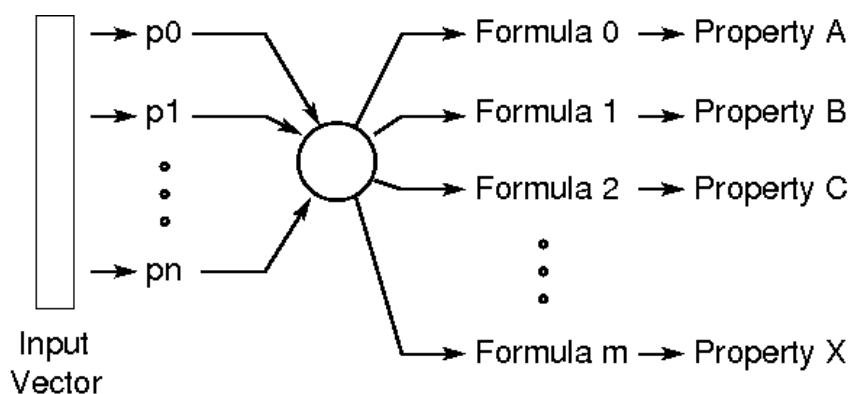 p0 Formula 0 Property A
p1 Formula 1 Property B
Formula 2 Property C
pn
Formula m Property X
Input
Vector